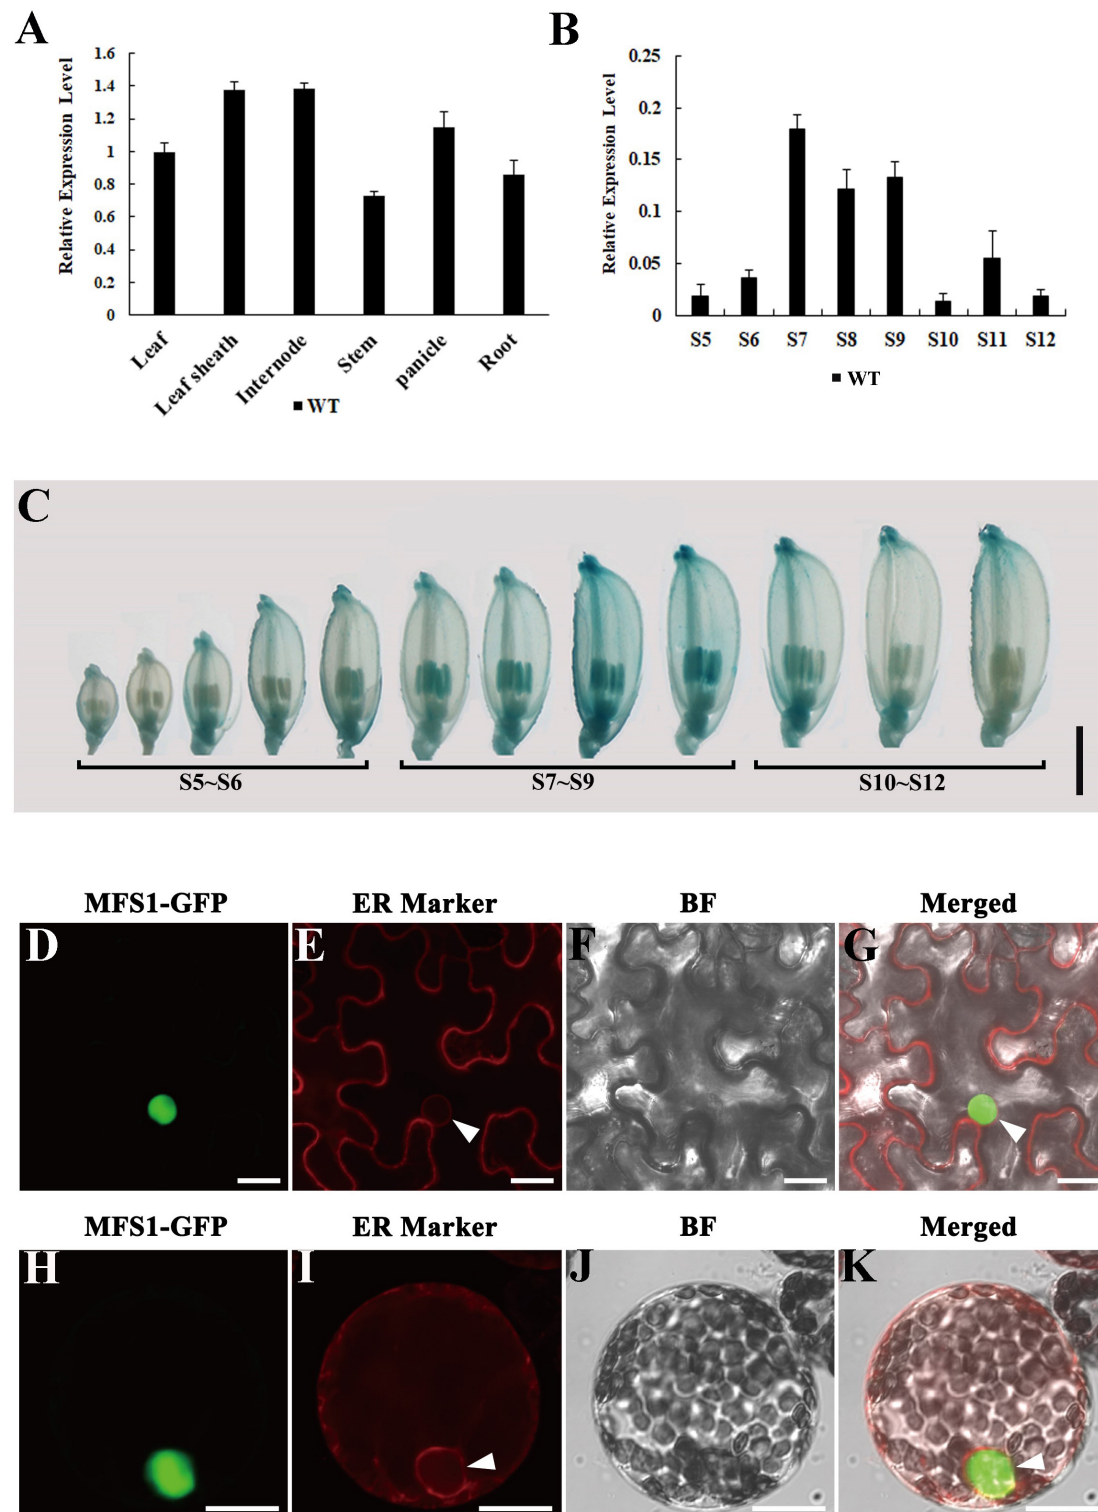 A
Relative Expression Level
1.6
1.4
1.2
1
0.8
0.6
0.4
0.2
0
Leaf
Leaf sheath
Internode
Stem
panicle
Root
WT
B
Relative Expression Level
0.25
0.2
0.15
0.1
0.05
0
S5 S6 S7 S8 S9 S10 S11 S12
WT
C
S5~S6 S7~S9 S10~S12
MFS1-GFP ER Marker BF Merged
D E F G
MFS1-GFP ER Marker BF Merged
H I J K